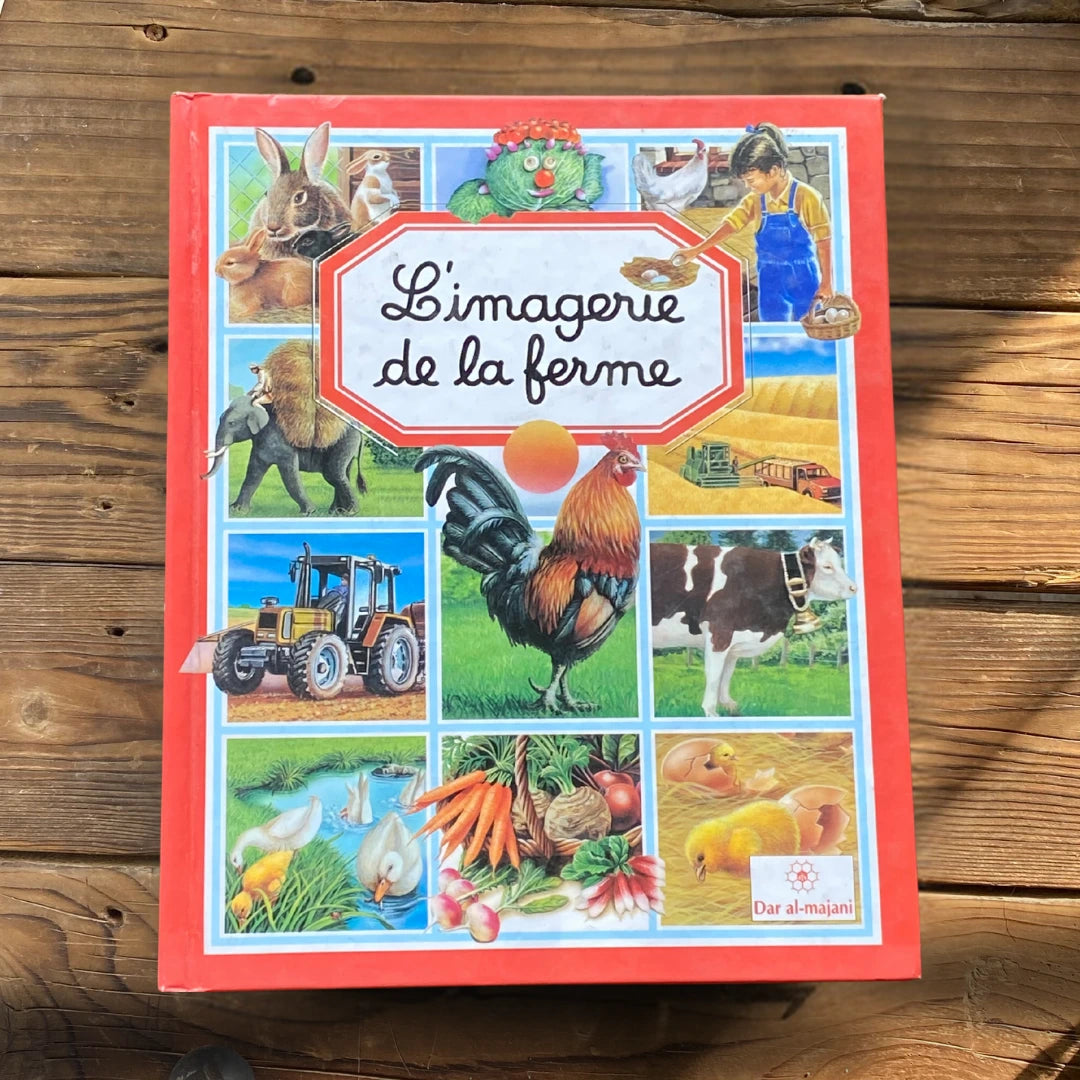 L'imagerie
de la ferme
Dar al-majani